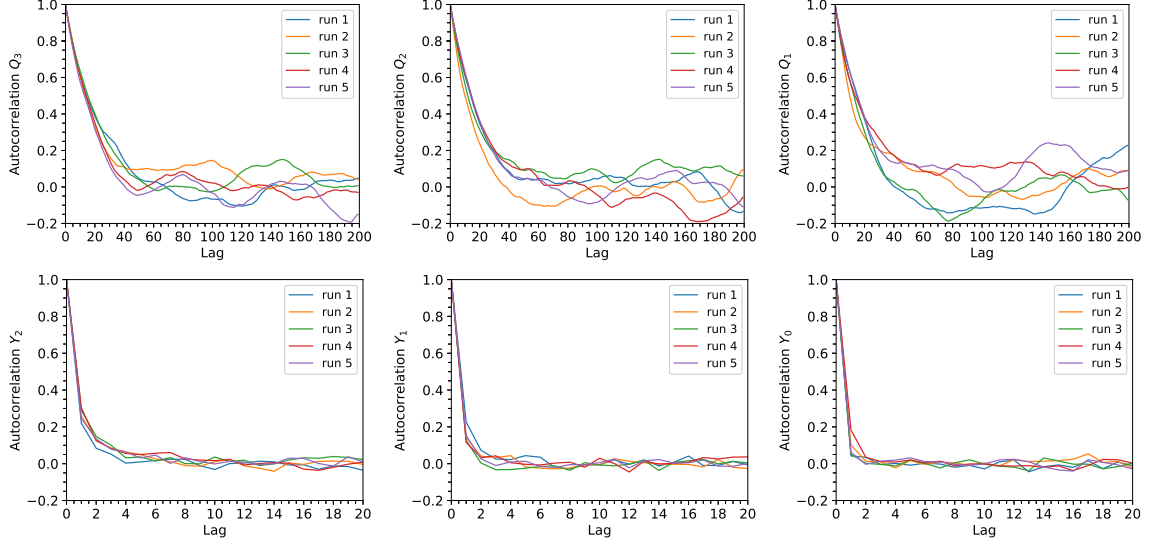 Autocorrelation Q3
1.0
0.8
0.6
0.4
0.2
0.0
−0.2
0 20 40 60 80 100 120 140 160 180 200
Lag
run 1
run 2
run 3
run 4
run 5
Autocorrelation Q2
1.0
0.8
0.6
0.4
0.2
0.0
−0.2
0 20 40 60 80 100 120 140 160 180 200
Lag
run 1
run 2
run 3
run 4
run 5
Autocorrelation Q1
1.0
0.8
0.6
0.4
0.2
0.0
−0.2
0 20 40 60 80 100 120 140 160 180 200
Lag
run 1
run 2
run 3
run 4
run 5
Autocorrelation Y2
1.0
0.8
0.6
0.4
0.2
0.0
−0.2
0 2 4 6 8 10 12 14 16 18 20
Lag
run 1
run 2
run 3
run 4
run 5
Autocorrelation Y1
1.0
0.8
0.6
0.4
0.2
0.0
−0.2
0 2 4 6 8 10 12 14 16 18 20
Lag
run 1
run 2
run 3
run 4
run 5
Autocorrelation Y0
1.0
0.8
0.6
0.4
0.2
0.0
−0.2
0 2 4 6 8 10 12 14 16 18 20
Lag
run 1
run 2
run 3
run 4
run 5